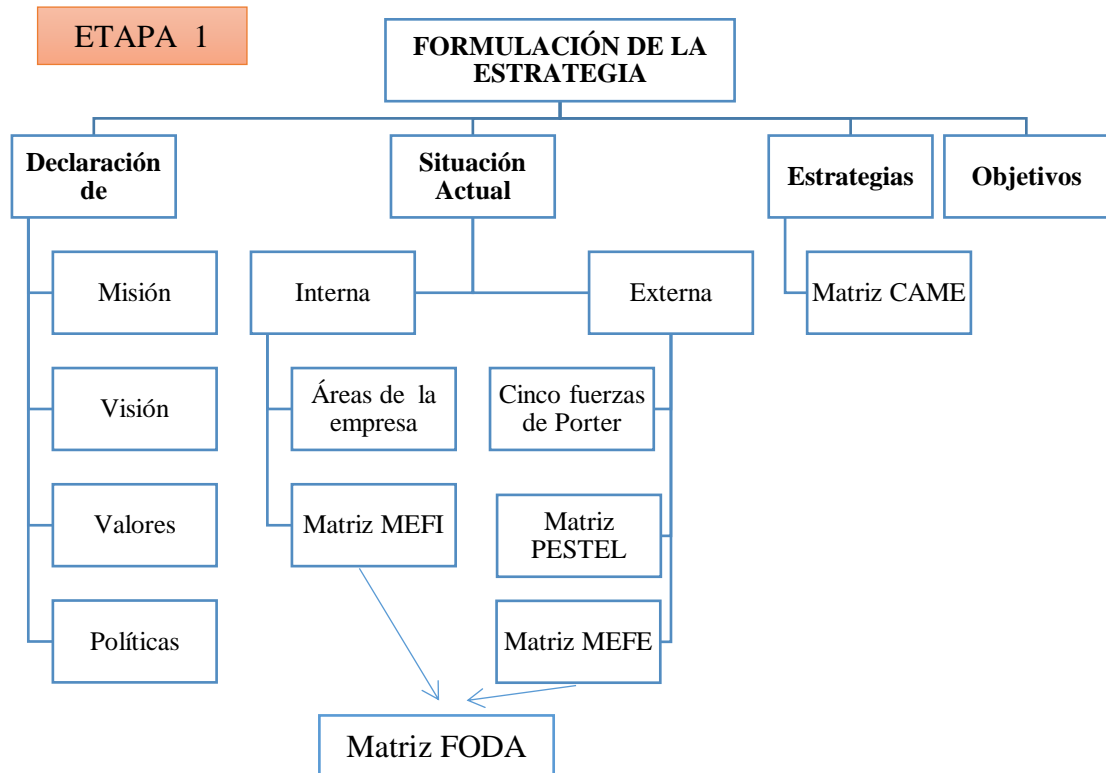 ETAPA 1
FORMULACIÓN DE LA
ESTRATEGIA
Declaración
de
Situación
Actual
Estrategias
Objetivos
Misión
Interna
Externa
Matriz CAME
Visión
Áreas de la
empresa
Cinco fuerzas
de Porter
Valores
Matriz MEFI
Matriz
PESTEL
Políticas
Matriz MEFE
Matriz FODA